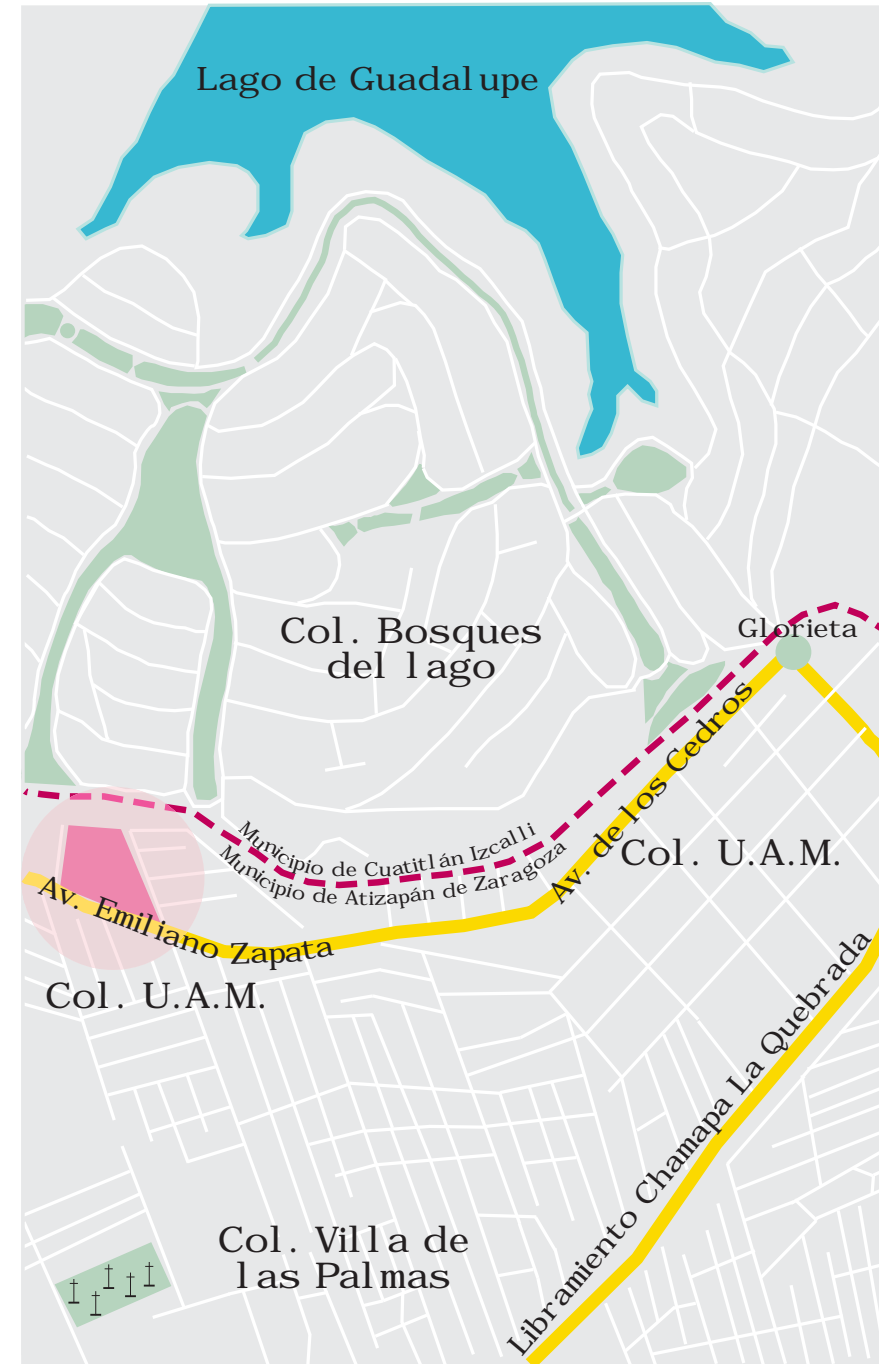 Lago de Guadalupe
Col. Bosques
del lago
Glorieta
Municipio de Cuatitlán Izcalli
Municipio de Atizapán de Zaragoza
Av. de los Cedros
Col. U.A.M.
Av. Emiliano Zapata
Col. U.A.M.
Libramiento Chamapa La Quebrada
Col. Villa de
las Palmas